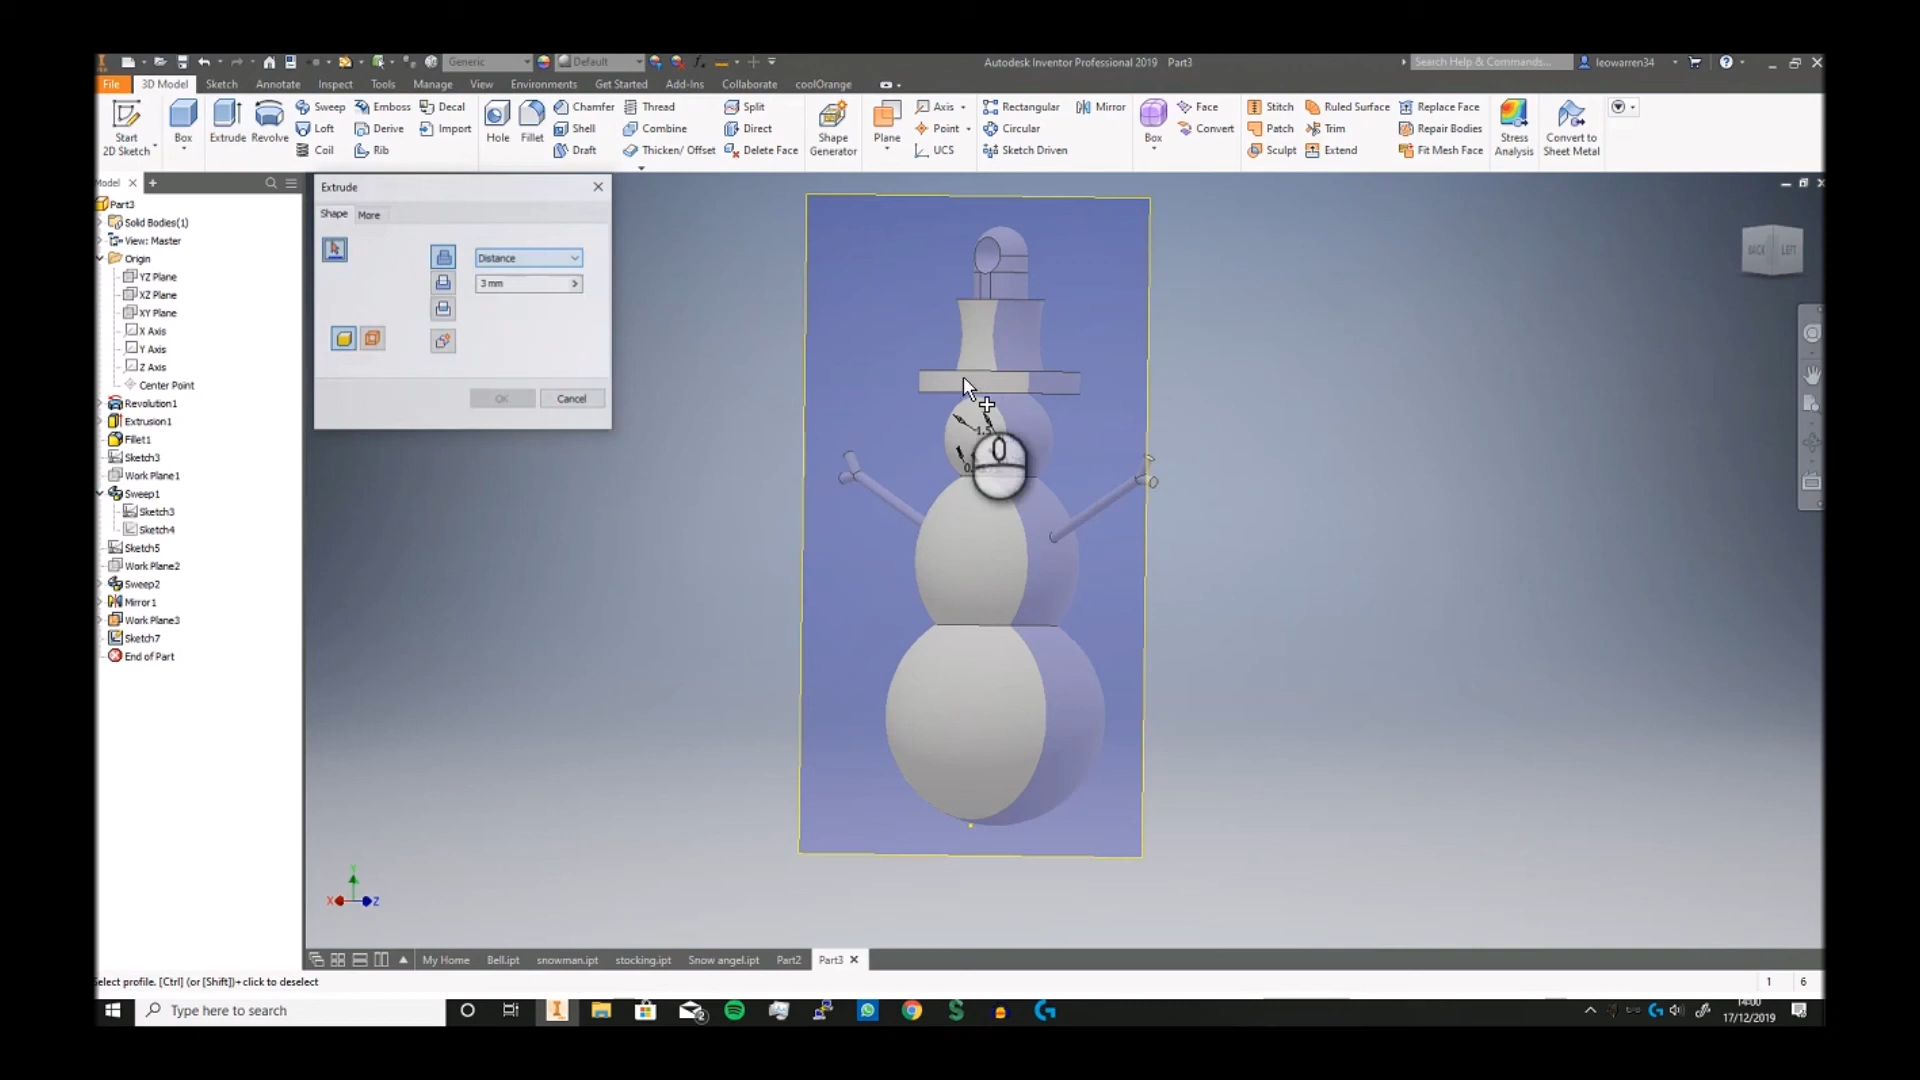 Generic
Default
Autodesk Inventor Professional 2019 Part3
Search Help & Commands...
leowarren34
File 3D Model Sketch Annotate Inspect Tools Manage View Environments Get Started Add-Ins Collaborate coolOrange
Start
2D Sketch
Box
Extrude
Revolve
Sweep
Loft
Coil
Emboss
Derive
Rib
Decal
Import
Hole
Fillet
Chamfer
Shell
Draft
Thread
Combine
Thicken/ Offset
Split
Direct
Delete Face
Shape
Generator
Plane
Axis
Point
UCS
Rectangular
Circular
Sketch Driven
Mirror
Box
Face
Convert
Stitch
Patch
Sculpt
Ruled Surface
Trim
Extend
Replace Face
Repair Bodies
Fit Mesh Face
Stress
Analysis
Convert to
Sheet Metal
Model
Part3
Solid Bodies(1)
View: Master
Origin
YZ Plane
XZ Plane
XY Plane
X Axis
Y Axis
Z Axis
Center Point
Revolution1
Extrusion1
Fillet1
Sketch3
Work Plane1
Sweep1
Sketch3
Sketch4
Sketch5
Work Plane2
Sweep2
Mirror1
Work Plane3
Sketch7
End of Part
Extrude
Shape More
Distance
3 mm
OK Cancel
BACK LEFT
Y
X Z
My Home Bell.ipt snowman.ipt stocking.ipt Snow angel.ipt Part2 Part3
elect profile. [Ctrl] (or [Shift])+click to deselect
1 6
Type here to search
14:00
17/12/2019